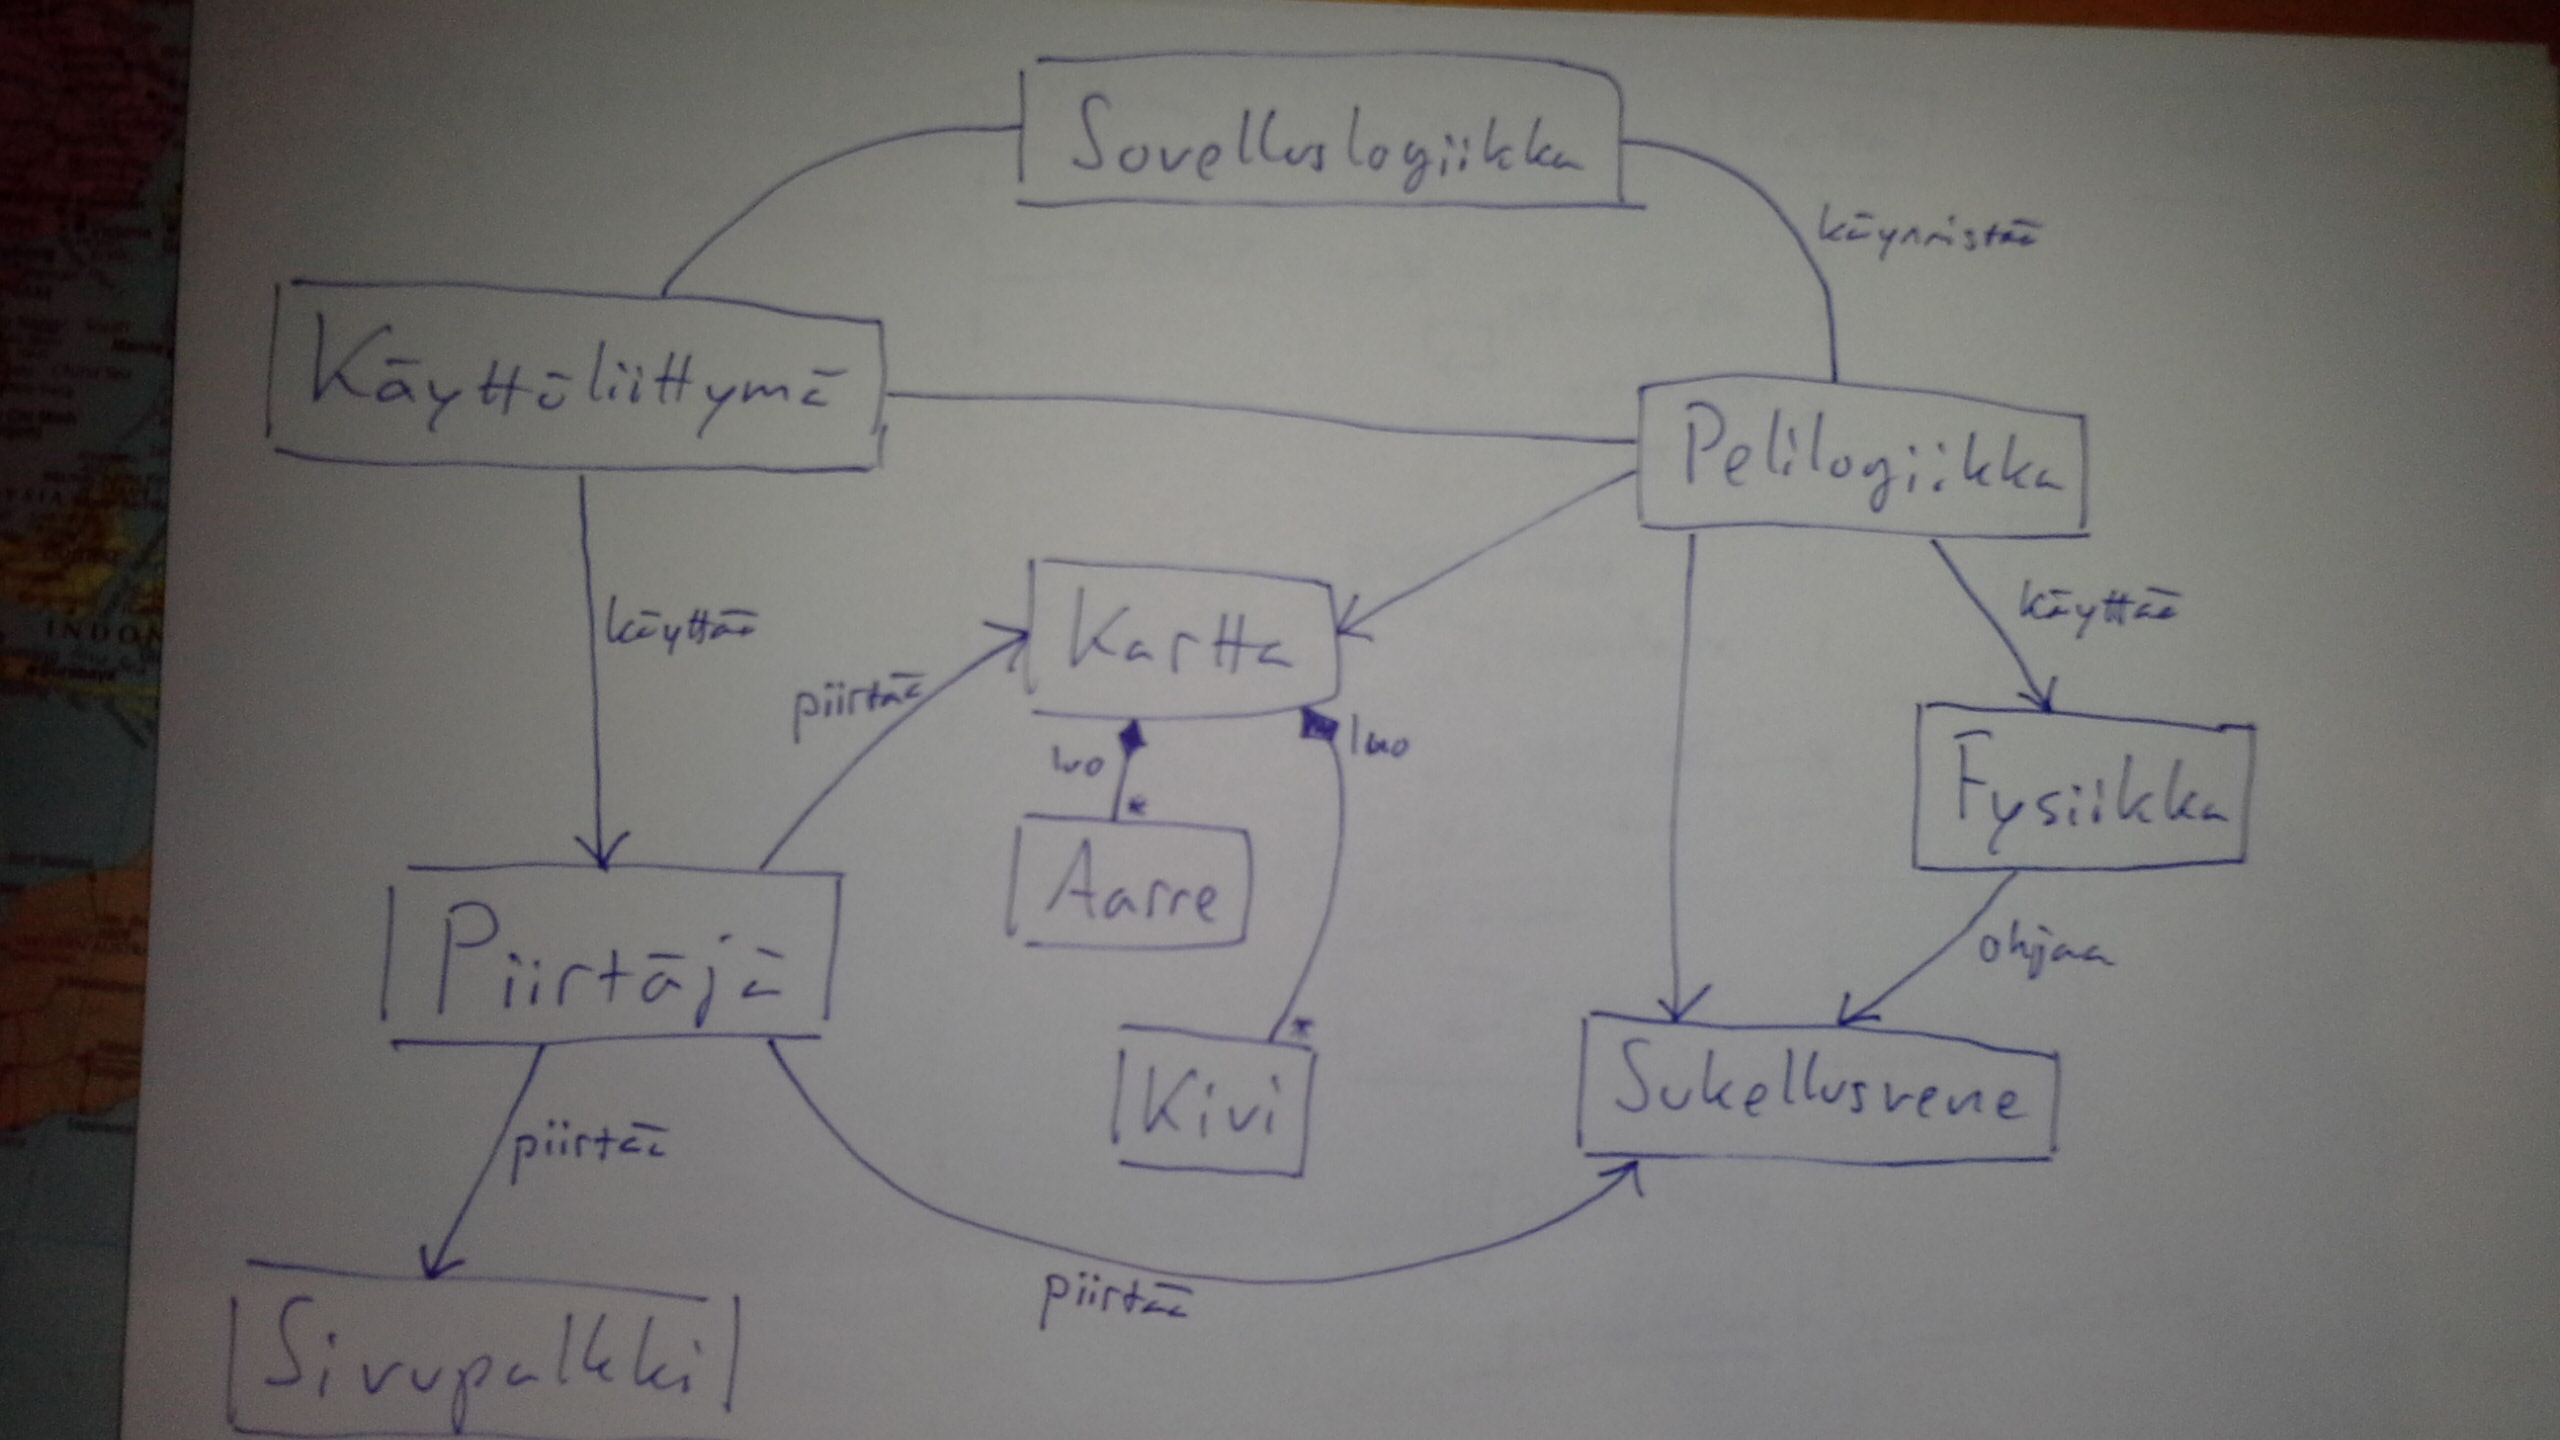 Sovelluslogiikka
käynnistää
Käyttöliittymä
Pelilogiikka
käyttää
käyttää
Kartta
piirtää
luo
luo
*
Fysiikka
Aarre
Piirtäjä
ohjaa
*
Kivi
Sukellusvene
piirtää
piirtää
Sivupalkki
INDON